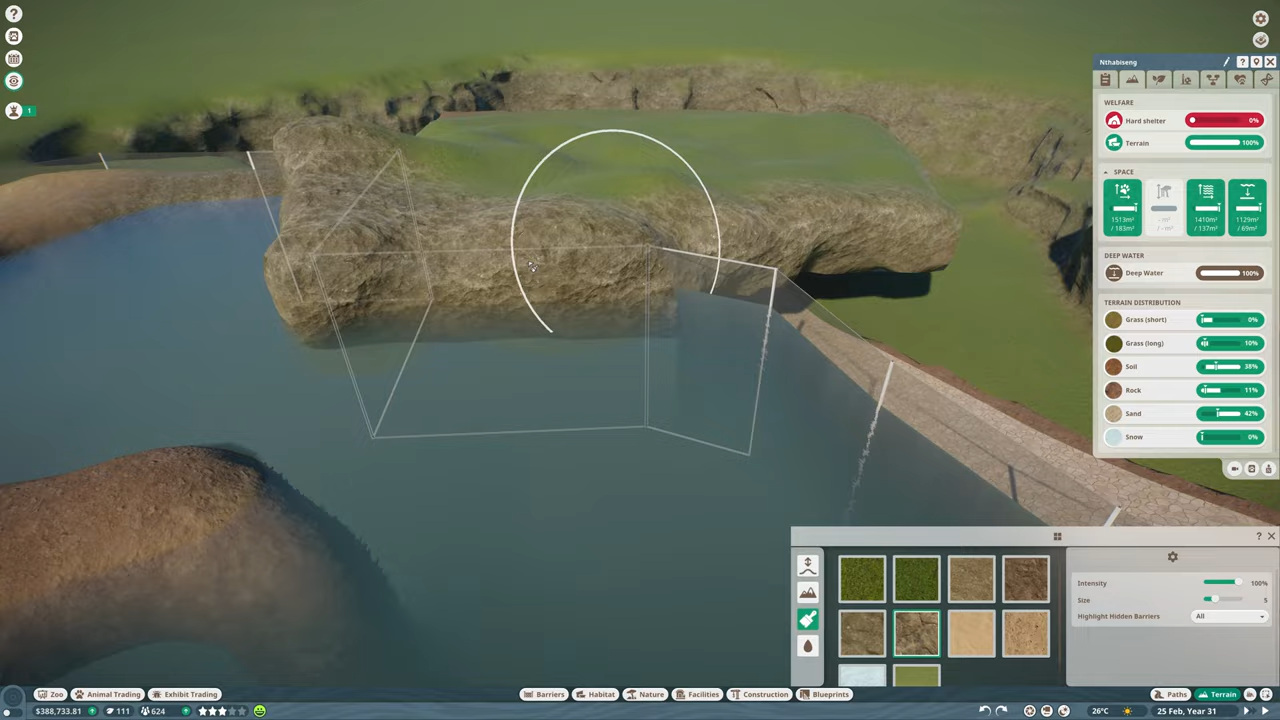 ?
1
Nthabiseng
?
WELFARE
Hard shelter 0%
Terrain 100%
SPACE
1513m² / 183m²
- m² / - m²
1410m² / 137m²
1129m² / 69m²
DEEP WATER
Deep Water 100%
TERRAIN DISTRIBUTION
Grass (short) 0%
Grass (long) 10%
Soil 38%
Rock 11%
Sand 42%
Snow 0%
?
Intensity 100%
Size 5
Highlight Hidden Barriers All
Zoo Animal Trading Exhibit Trading Barriers Habitat Nature Facilities Construction Blueprints Paths Terrain
$388,733.81 111 624 26°C 25 Feb, Year 31